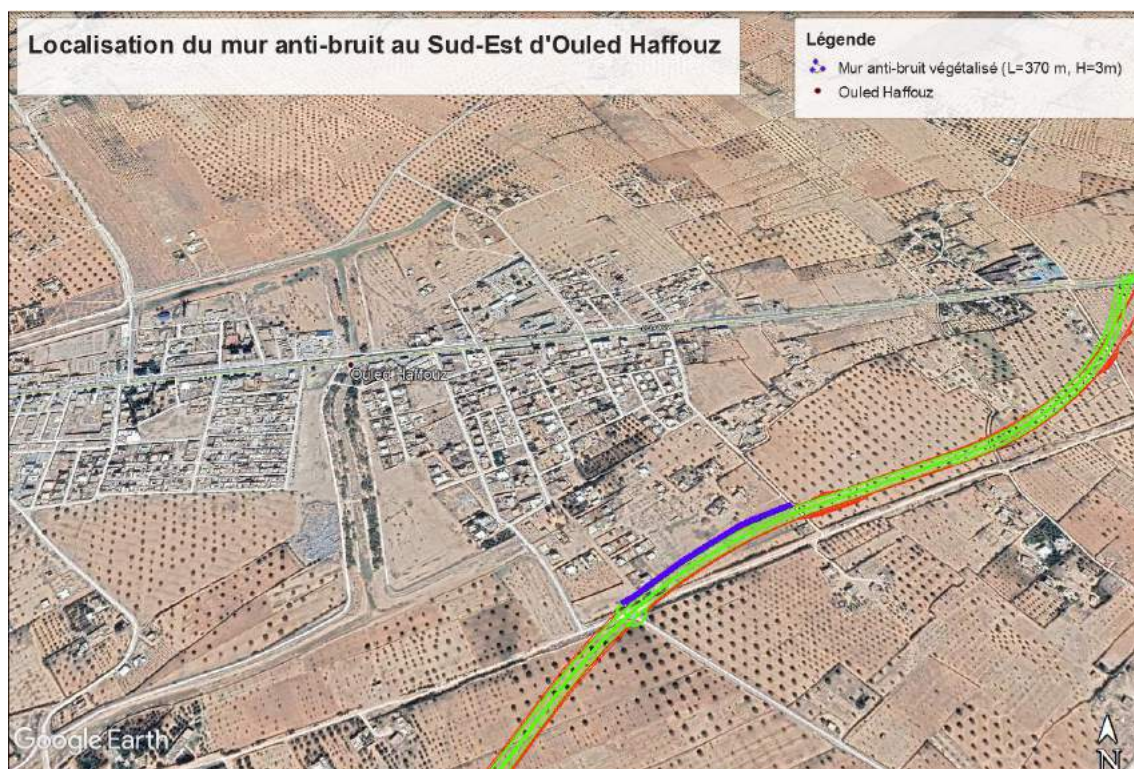 Localisation du mur anti-bruit au Sud-Est d'Ouled Haffouz
Légende
Mur anti-bruit végétalisé (L=370 m, H=3m)
Ouled Haffouz
Ouled Haffouz
Google Earth
N